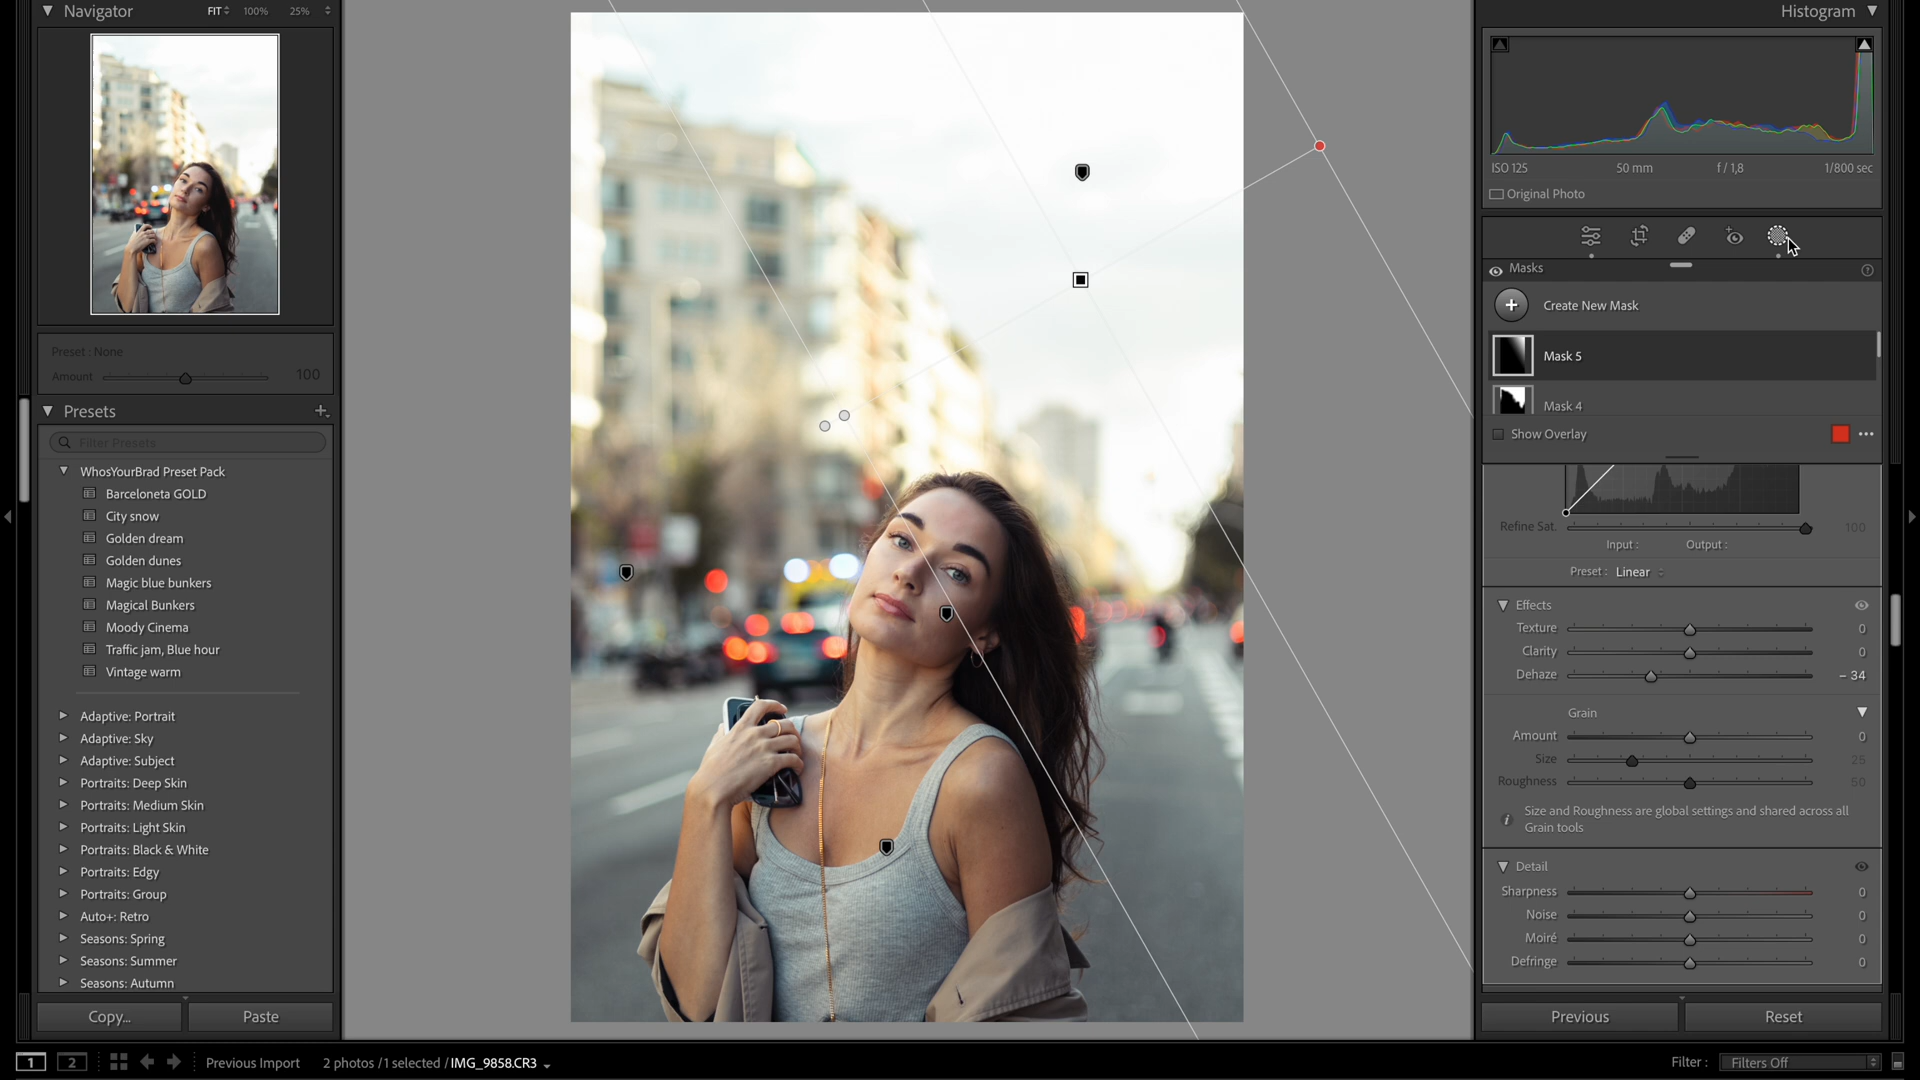 Navigator
FIT
100%
25%
Preset : None
Amount
100
Presets
Filter Presets
WhosYourBrad Preset Pack
Barceloneta GOLD
City snow
Golden dream
Golden dunes
Magic blue bunkers
Magical Bunkers
Moody Cinema
Traffic jam, Blue hour
Vintage warm
Adaptive: Portrait
Adaptive: Sky
Adaptive: Subject
Portraits: Deep Skin
Portraits: Medium Skin
Portraits: Light Skin
Portraits: Black & White
Portraits: Edgy
Portraits: Group
Auto+: Retro
Seasons: Spring
Seasons: Summer
Seasons: Autumn
Copy...
Paste
Histogram
ISO 125
50 mm
f / 1,8
1/800 sec
Original Photo
Masks
Create New Mask
Mask 5
Mask 4
Show Overlay
Refine Sat.
100
Input :
Output :
Preset : Linear
Effects
Texture
0
Clarity
0
Dehaze
– 34
Grain
Amount
0
Size
25
Roughness
50
Size and Roughness are global settings and shared across all
Grain tools
Detail
Sharpness
0
Noise
0
Moiré
0
Defringe
0
Previous
Reset
1
2
Previous Import
2 photos / 1 selected / IMG_9858.CR3
Filter :
Filters Off